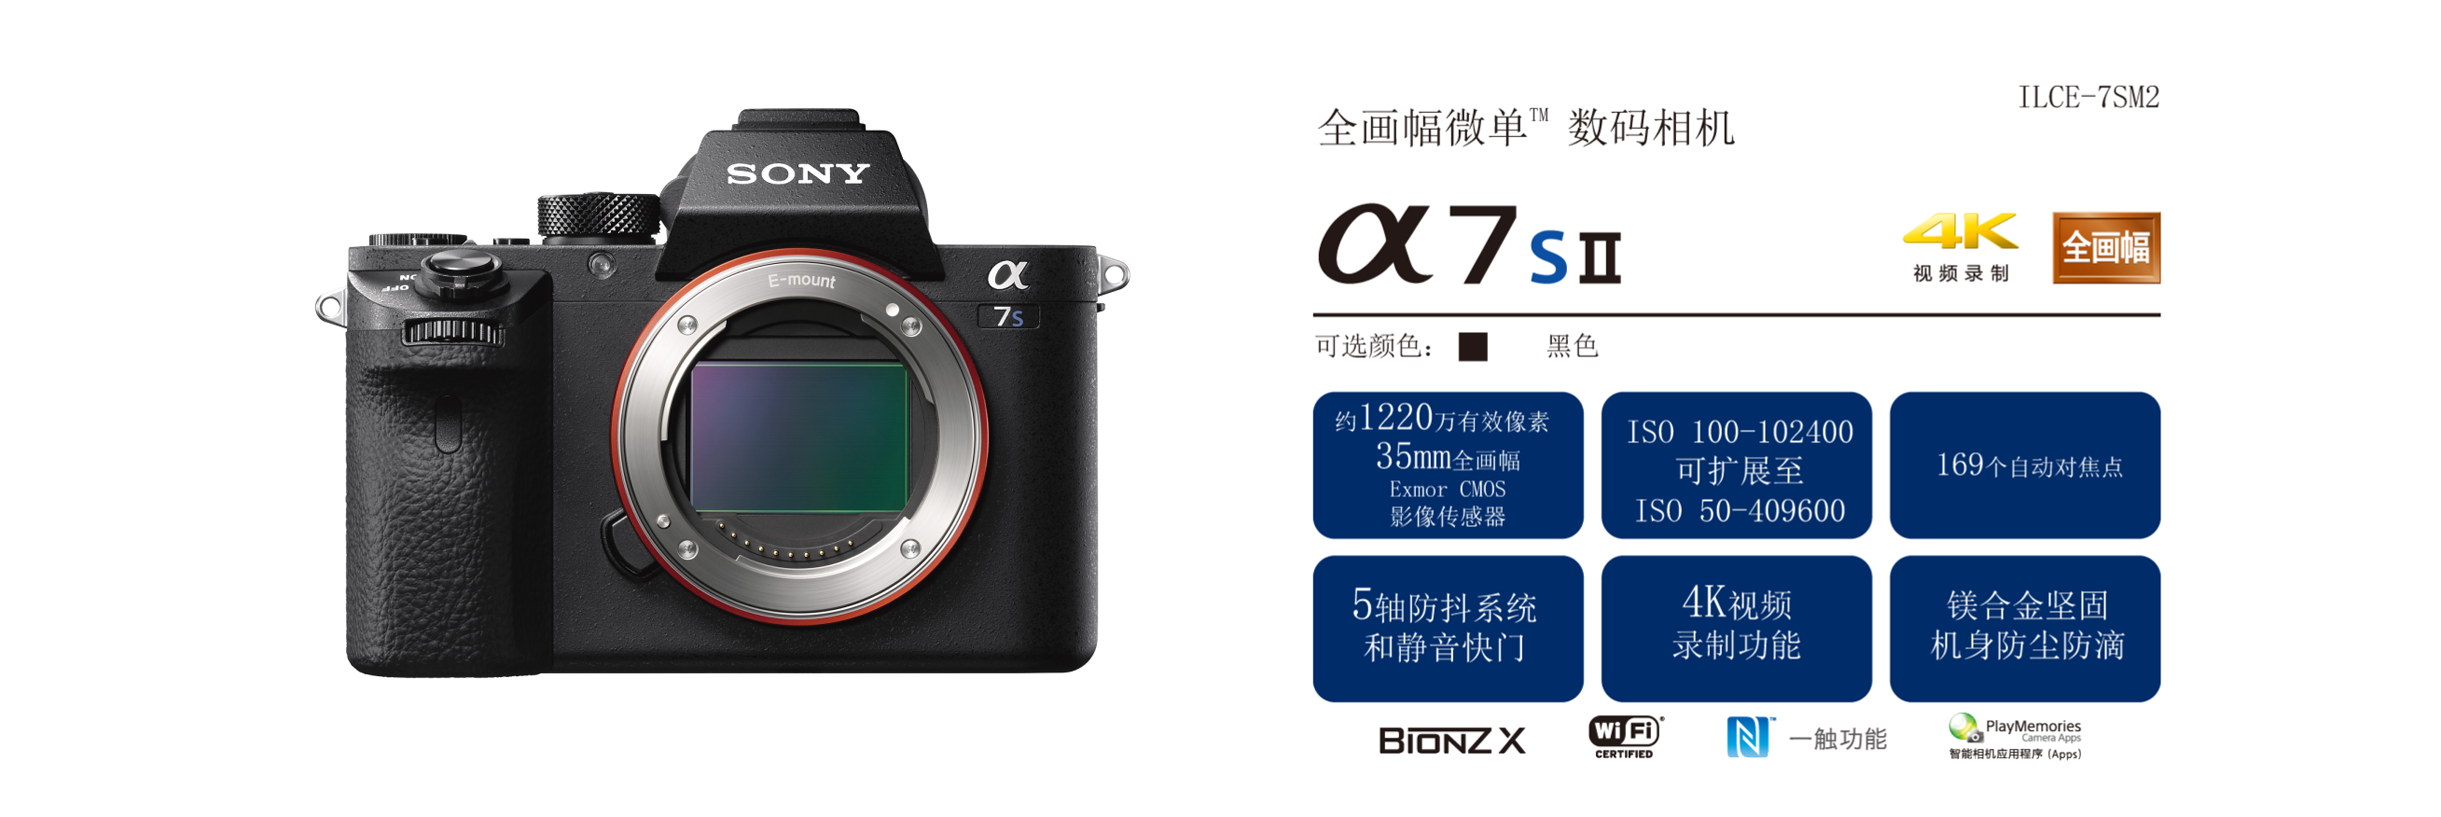 SONY
E-mount
α
7S
ON
OFF
ILCE-7SM2
全画幅微单™ 数码相机
α7SII
4K
视频录制
全画幅
可选颜色： 黑色
约1220万有效像素
35mm全画幅
Exmor CMOS
影像传感器
ISO 100-102400
可扩展至
ISO 50-409600
169个自动对焦点
5轴防抖系统
和静音快门
4K视频
录制功能
镁合金坚固
机身防尘防滴
BIONZ X
Wi Fi®
CERTIFIED
N™ 一触功能
PlayMemories
Camera Apps
智能相机应用程序 (Apps)